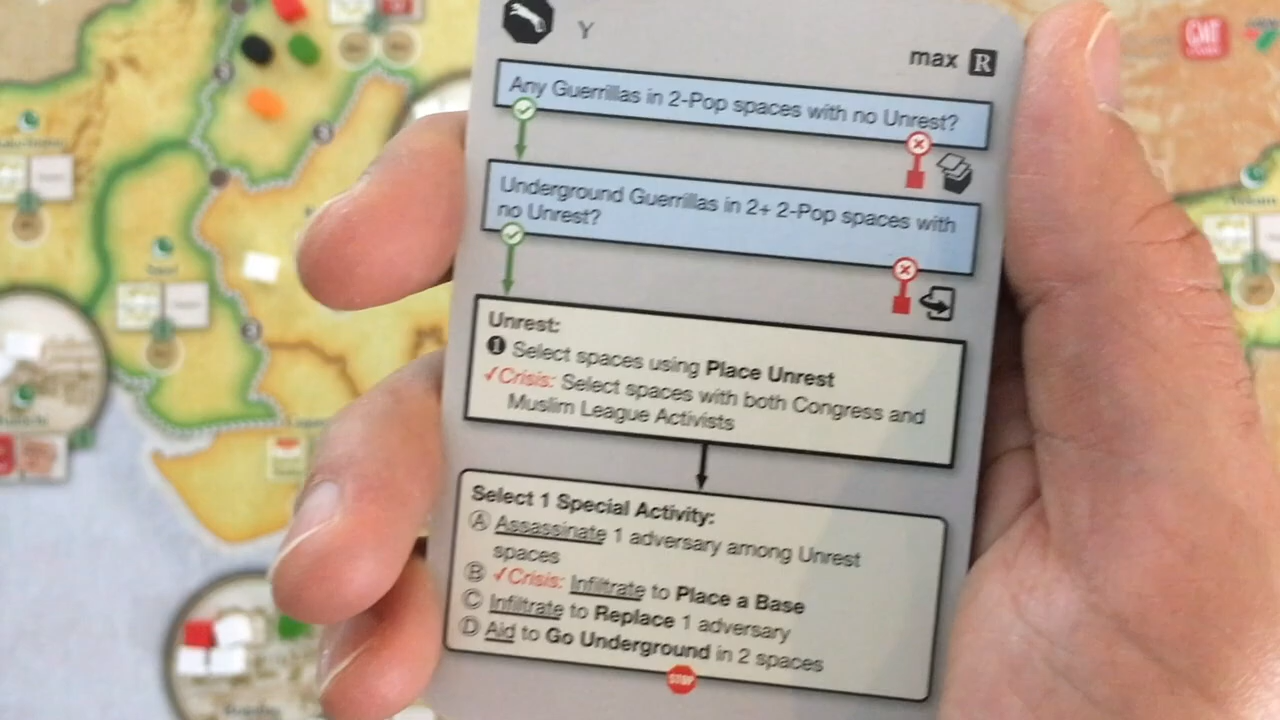 Y
max R
Any Guerrillas in 2-Pop spaces with no Unrest?
Underground Guerrillas in 2+ 2-Pop spaces with
no Unrest?
Unrest:
❶ Select spaces using Place Unrest
✓Crisis: Select spaces with both Congress and
Muslim League Activists
Select 1 Special Activity:
Ⓐ Assassinate 1 adversary among Unrest
spaces
Ⓑ ✓Crisis: Infiltrate to Place a Base
Ⓒ Infiltrate to Replace 1 adversary
Ⓓ Aid to Go Underground in 2 spaces
STOP
GMT